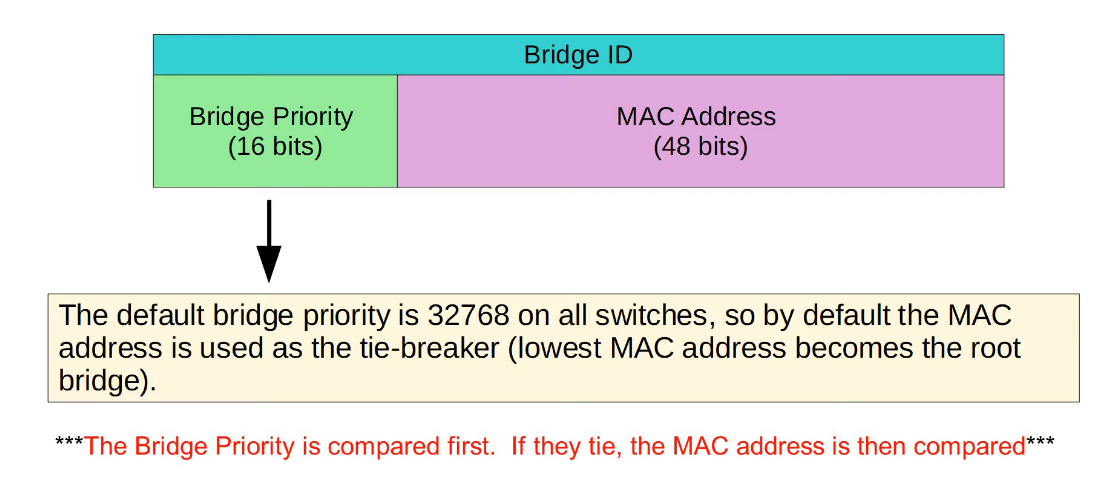 Bridge ID
Bridge Priority
(16 bits)
MAC Address
(48 bits)
The default bridge priority is 32768 on all switches, so by default the MAC
address is used as the tie-breaker (lowest MAC address becomes the root
bridge).
***The Bridge Priority is compared first.  If they tie, the MAC address is then compared***